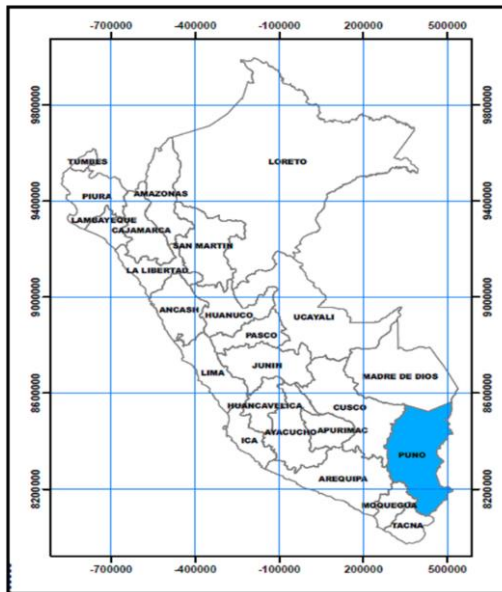 -700000 -400000 -100000 200000 500000
9800000
9400000
9000000
8600000
8200000
TUMBES
LORETO
PIURA
AMAZONAS
LAMBAYEQUE
CAJAMARCA
SAN MARTIN
LA LIBERTAD
ANCASH
HUANUCO
UCAYALI
PASCO
LIMA
JUNIN
MADRE DE DIOS
HUANCAVELICA
CUSCO
ICA
AYACUCHO
APURIMAC
PUNO
AREQUIPA
MOQUEGUA
TACNA
9800000
9400000
9000000
8600000
8200000
-700000 -400000 -100000 200000 500000